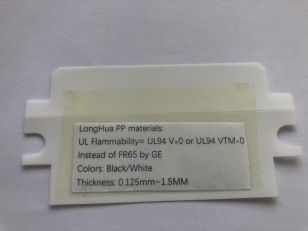 LongHua PP materials:
UL Flammability= UL94 V-0 or UL94 VTM-0
Instead of FR65 by GE
Colors: Black/White
Thickness: 0.125mm-1.5MM